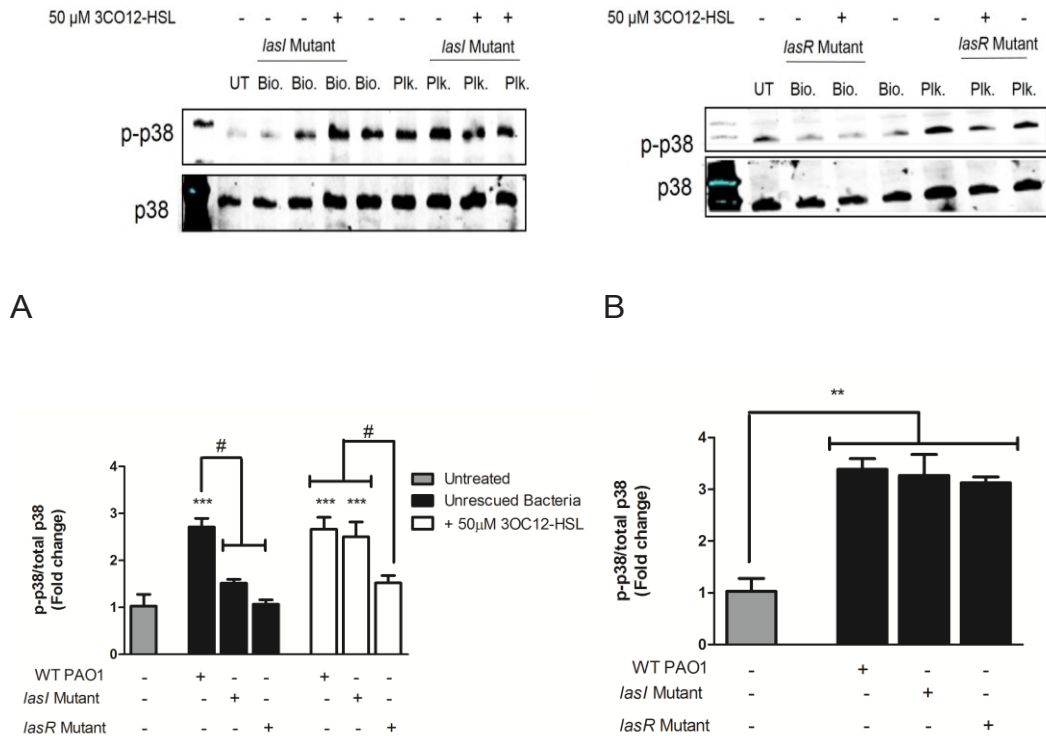 50 µM 3CO12-HSL - - - + - - - + +
lasI Mutant lasI Mutant
UT Bio. Bio. Bio. Bio. Plk. Plk. Plk. Plk.
p-p38
p38
50 µM 3CO12-HSL - - + - - + -
lasR Mutant lasR Mutant
UT Bio. Bio. Bio. Plk. Plk. Plk.
p-p38
p38
A
B
p-p38/total p38
(Fold change)
4
3
2
1
0
#
***
#
*** ***
Untreated
Unrescued Bacteria
+ 50µM 3OC12-HSL
WT PAO1 - + - - + - -
lasI Mutant - - + - - + -
lasR Mutant - - - + - - +
p-p38/total p38
(Fold change)
4
3
2
1
0
**
WT PAO1 - + - -
lasI Mutant - - + -
lasR Mutant - - - +